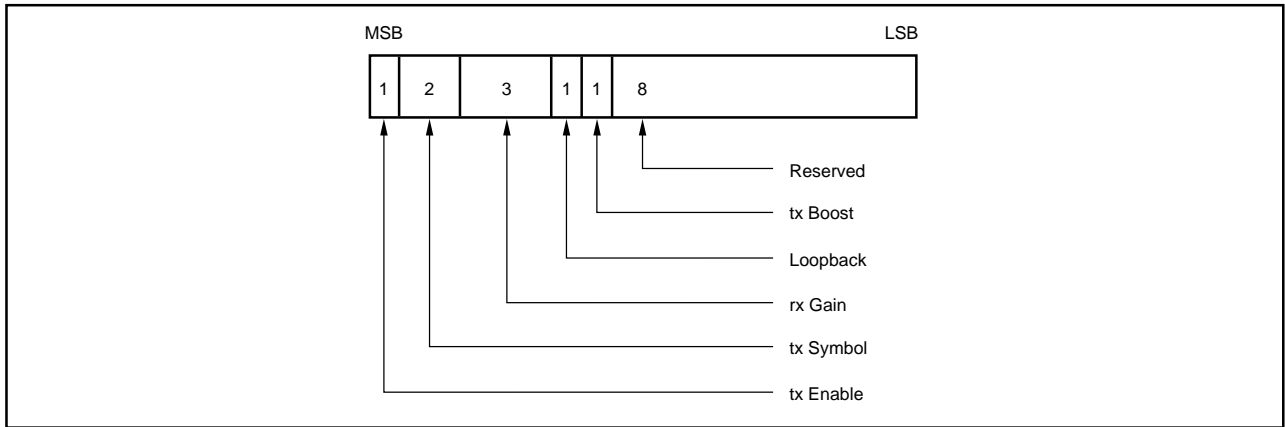 MSB LSB
1 2 3 1 1 8
Reserved
tx Boost
Loopback
rx Gain
tx Symbol
tx Enable